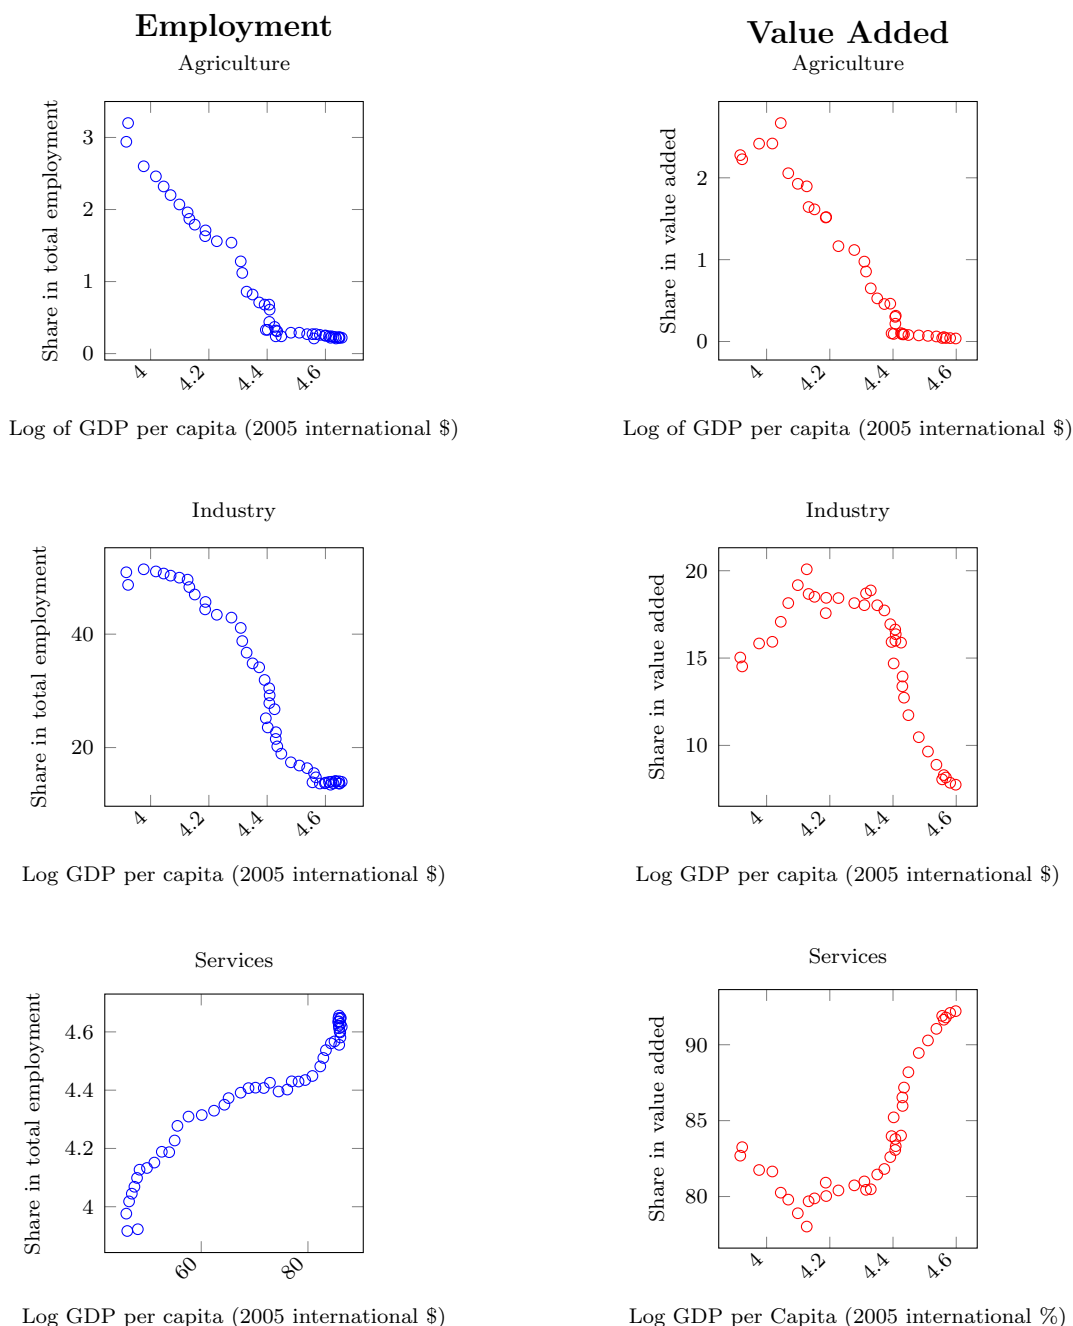 Employment
Agriculture
Share in total employment
3
2
1
0
4
4.2
4.4
4.6
Log of GDP per capita (2005 international $)
Value Added
Agriculture
Share in value added
2
1
0
4
4.2
4.4
4.6
Log of GDP per capita (2005 international $)
Industry
Share in total employment
40
20
4
4.2
4.4
4.6
Log GDP per capita (2005 international $)
Industry
Share in value added
20
15
10
4
4.2
4.4
4.6
Log GDP per capita (2005 international $)
Services
Share in total employment
4.6
4.4
4.2
4
60
80
Log GDP per capita (2005 international $)
Services
Share in value added
90
85
80
4
4.2
4.4
4.6
Log GDP per Capita (2005 international %)